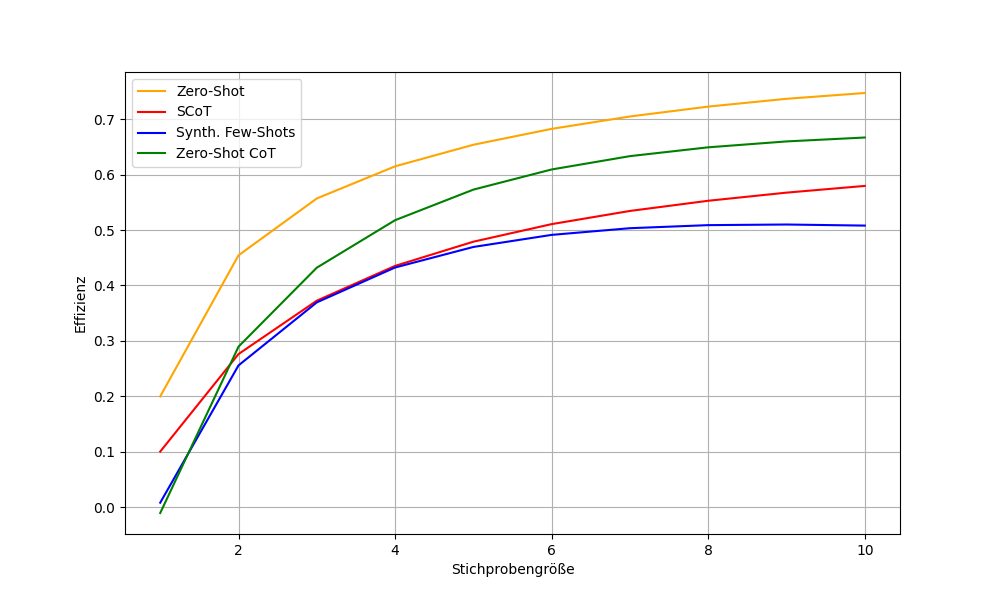 Zero-Shot
SCoT
Synth. Few-Shots
Zero-Shot CoT
0.7
0.6
0.5
0.4
0.3
0.2
0.1
0.0
Effizienz
2 4 6 8 10
Stichprobengröße